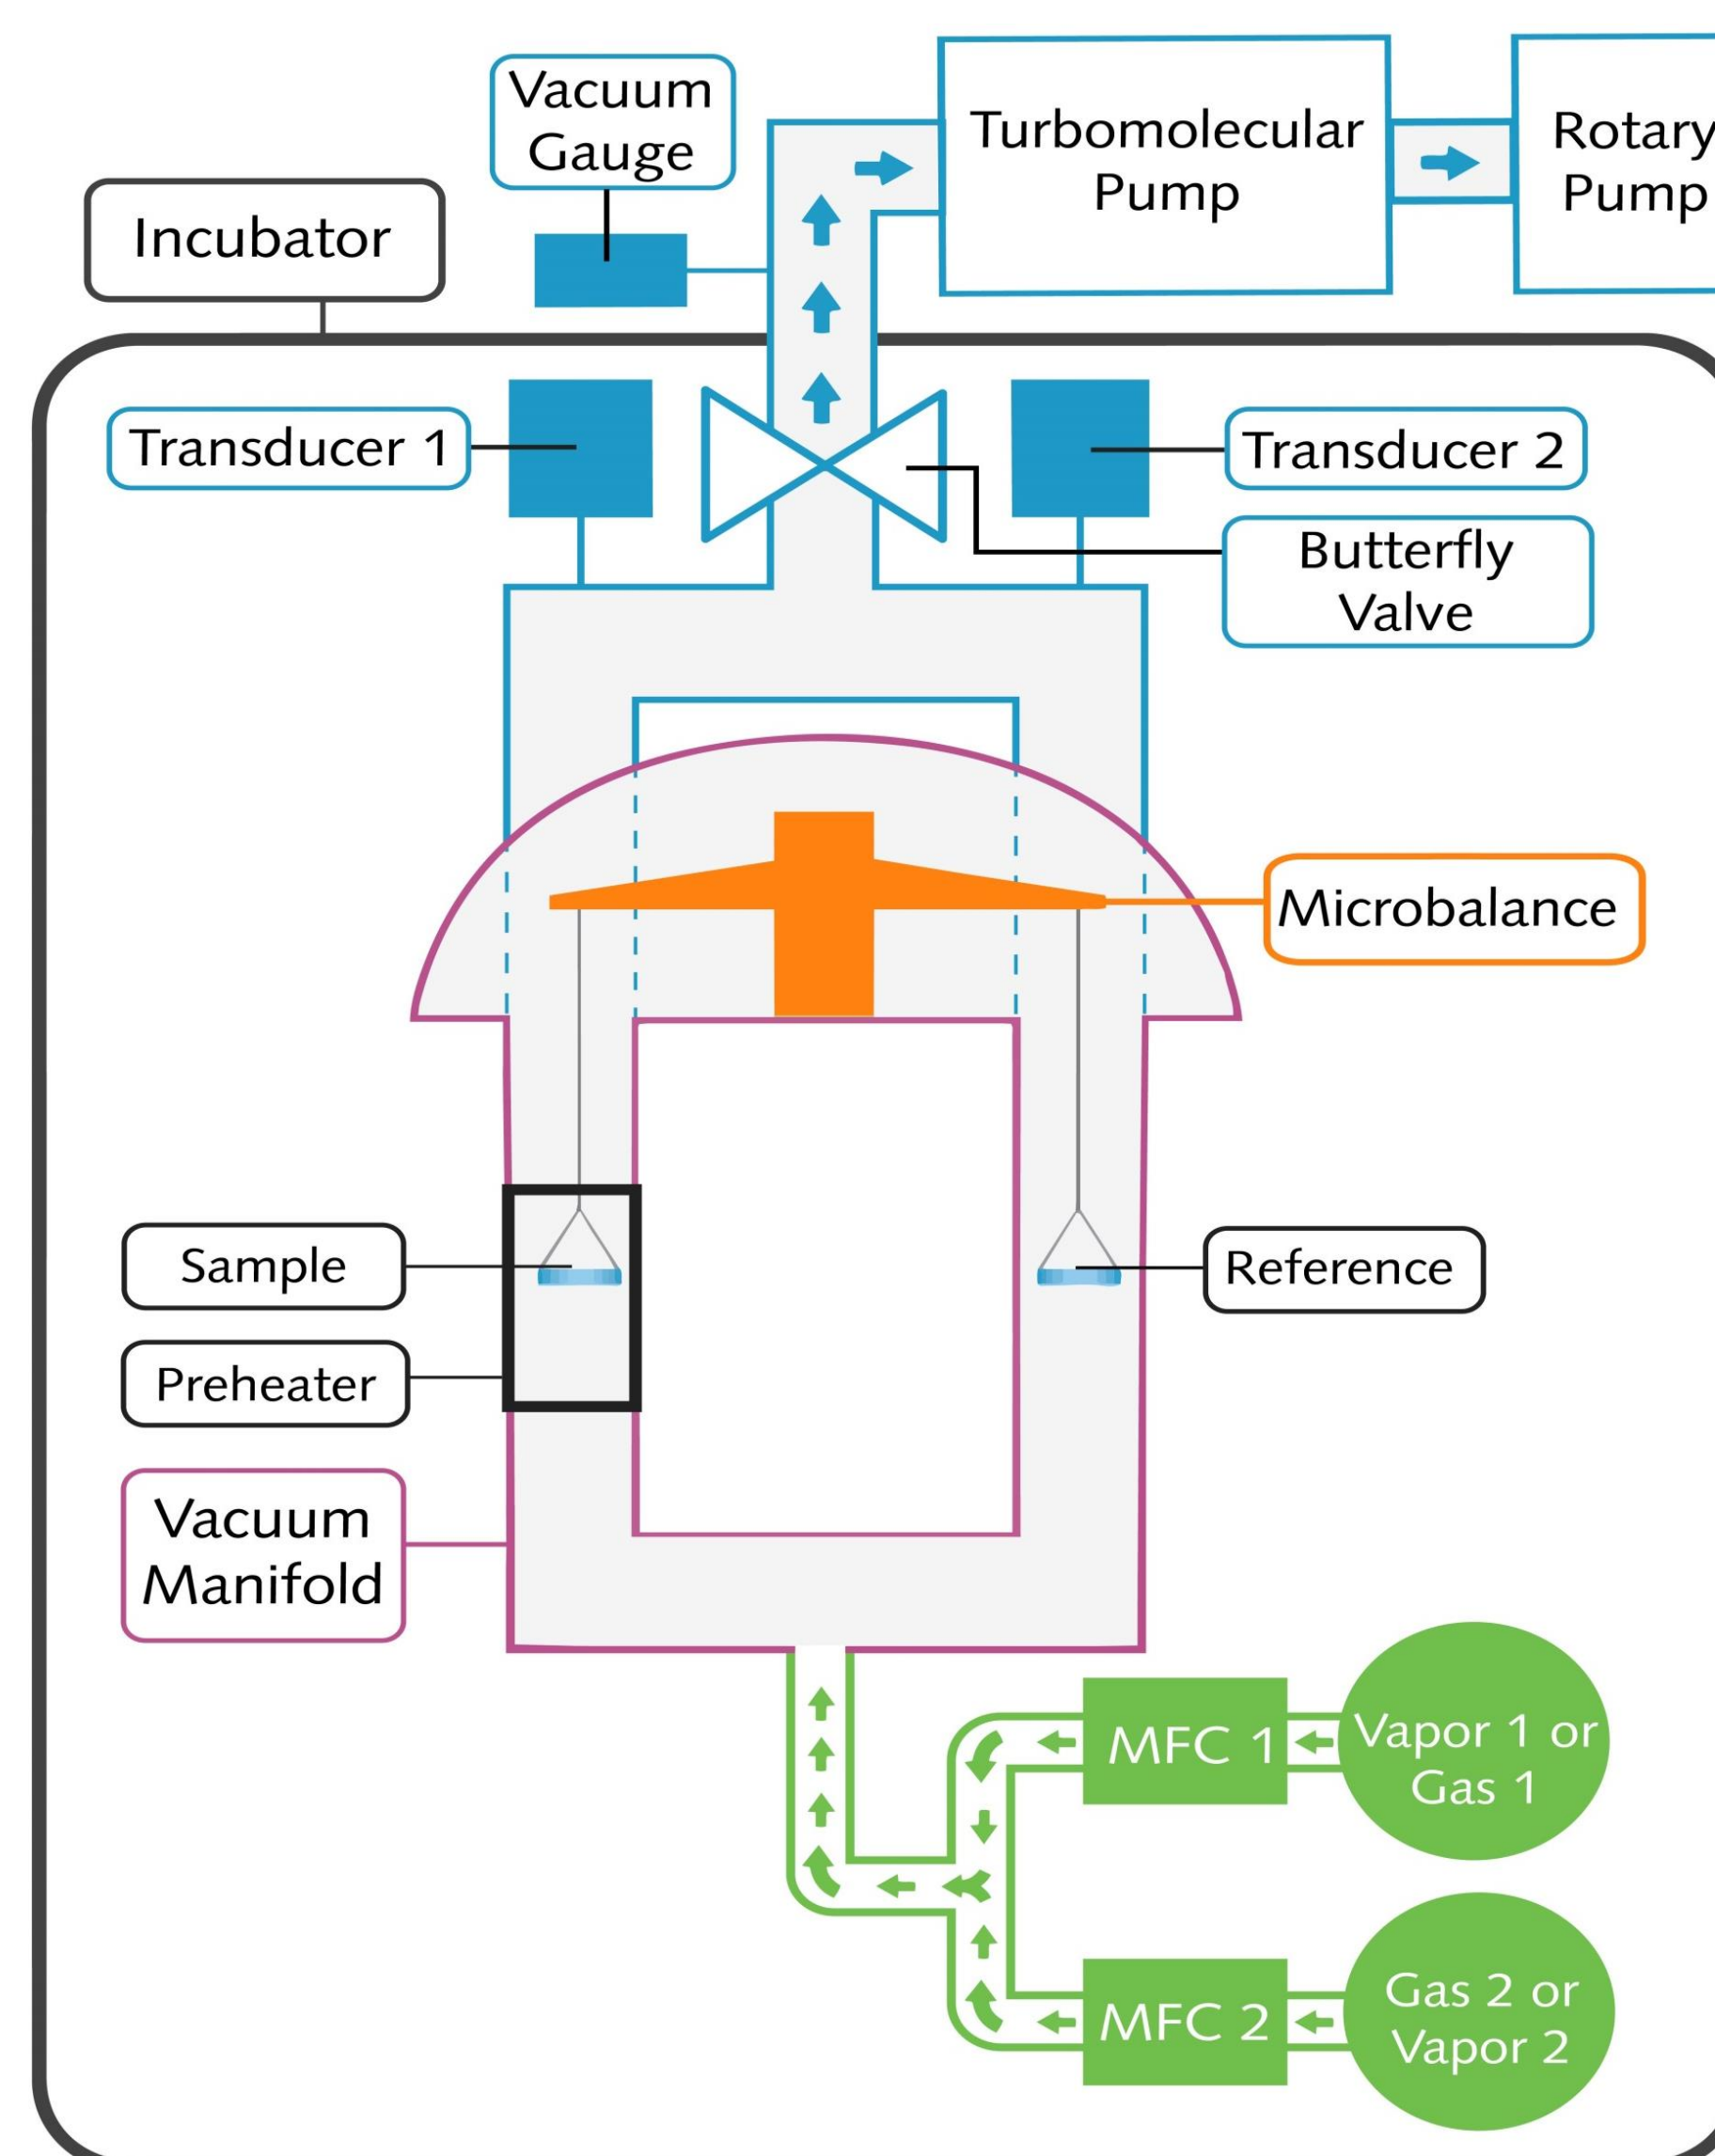 Vacuum
Gauge
Turbomolecular
Pump
Rotary
Pump
Incubator
Transducer 1
Transducer 2
Butterfly
Valve
Microbalance
Sample
Reference
Preheater
Vacuum
Manifold
MFC 1
Vapor 1 or
Gas 1
MFC 2
Gas 2 or
Vapor 2